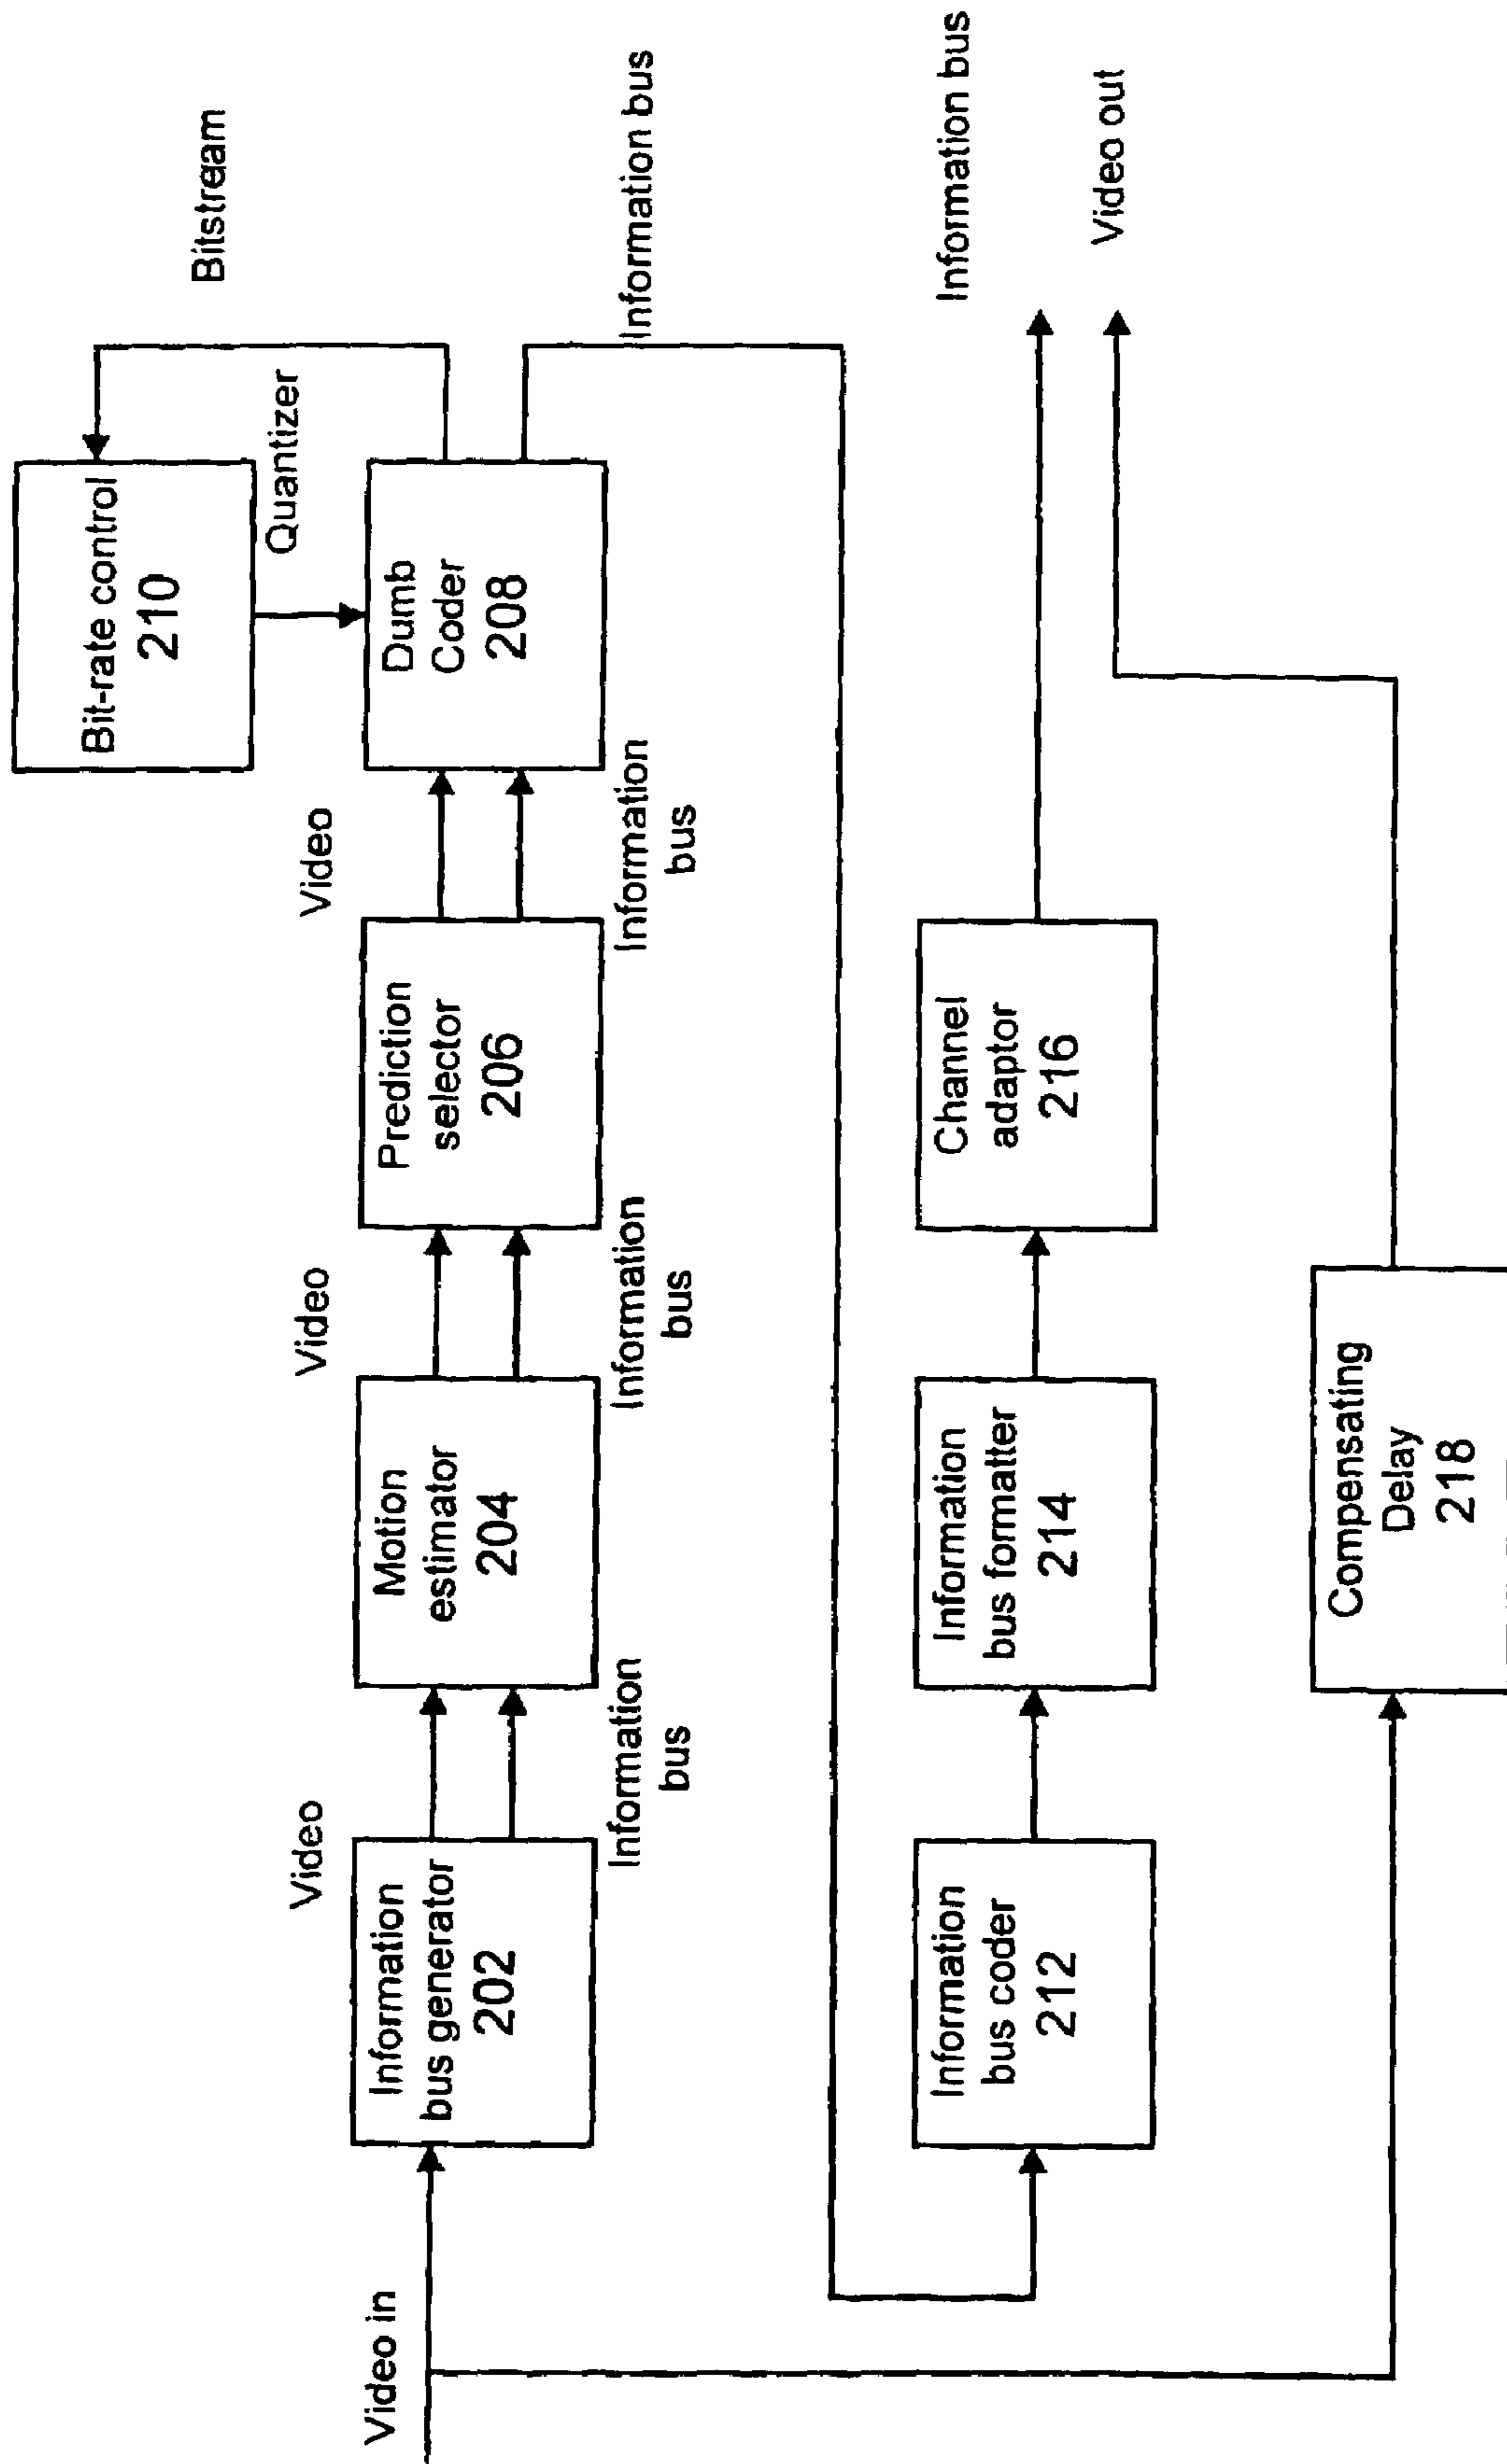 Bitstream
Bit-rate control
210
Quantizer
Video in
Video
Video
Video
Information
bus generator
202
Motion
estimator
204
Prediction
selector
206
Dumb
Coder
208
Information
bus
Information
bus
Information
bus
Information bus
Information
bus coder
212
Information
bus formatter
214
Channel
adaptor
216
Information bus
Video out
Compensating
Delay
218